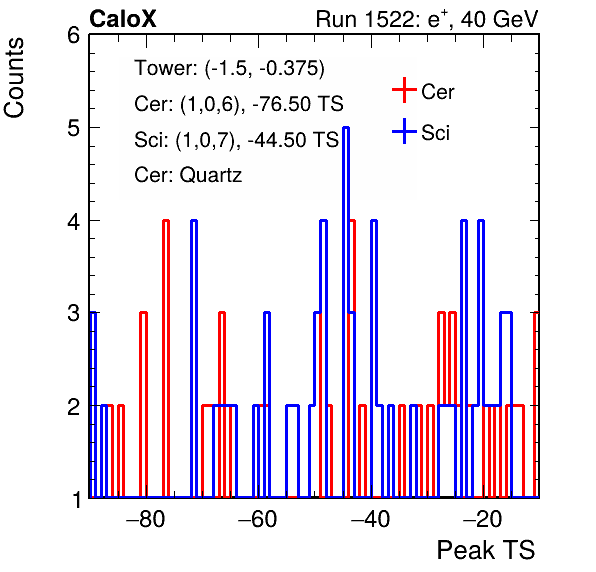 CaloX Run 1522: e⁺, 40 GeV
Counts
6
Tower: (-1.5, -0.375)
Cer: (1,0,6), -76.50 TS
Sci: (1,0,7), -44.50 TS
Cer: Quartz
Cer
Sci
5
4
3
2
1
−80 −60 −40 −20
Peak TS